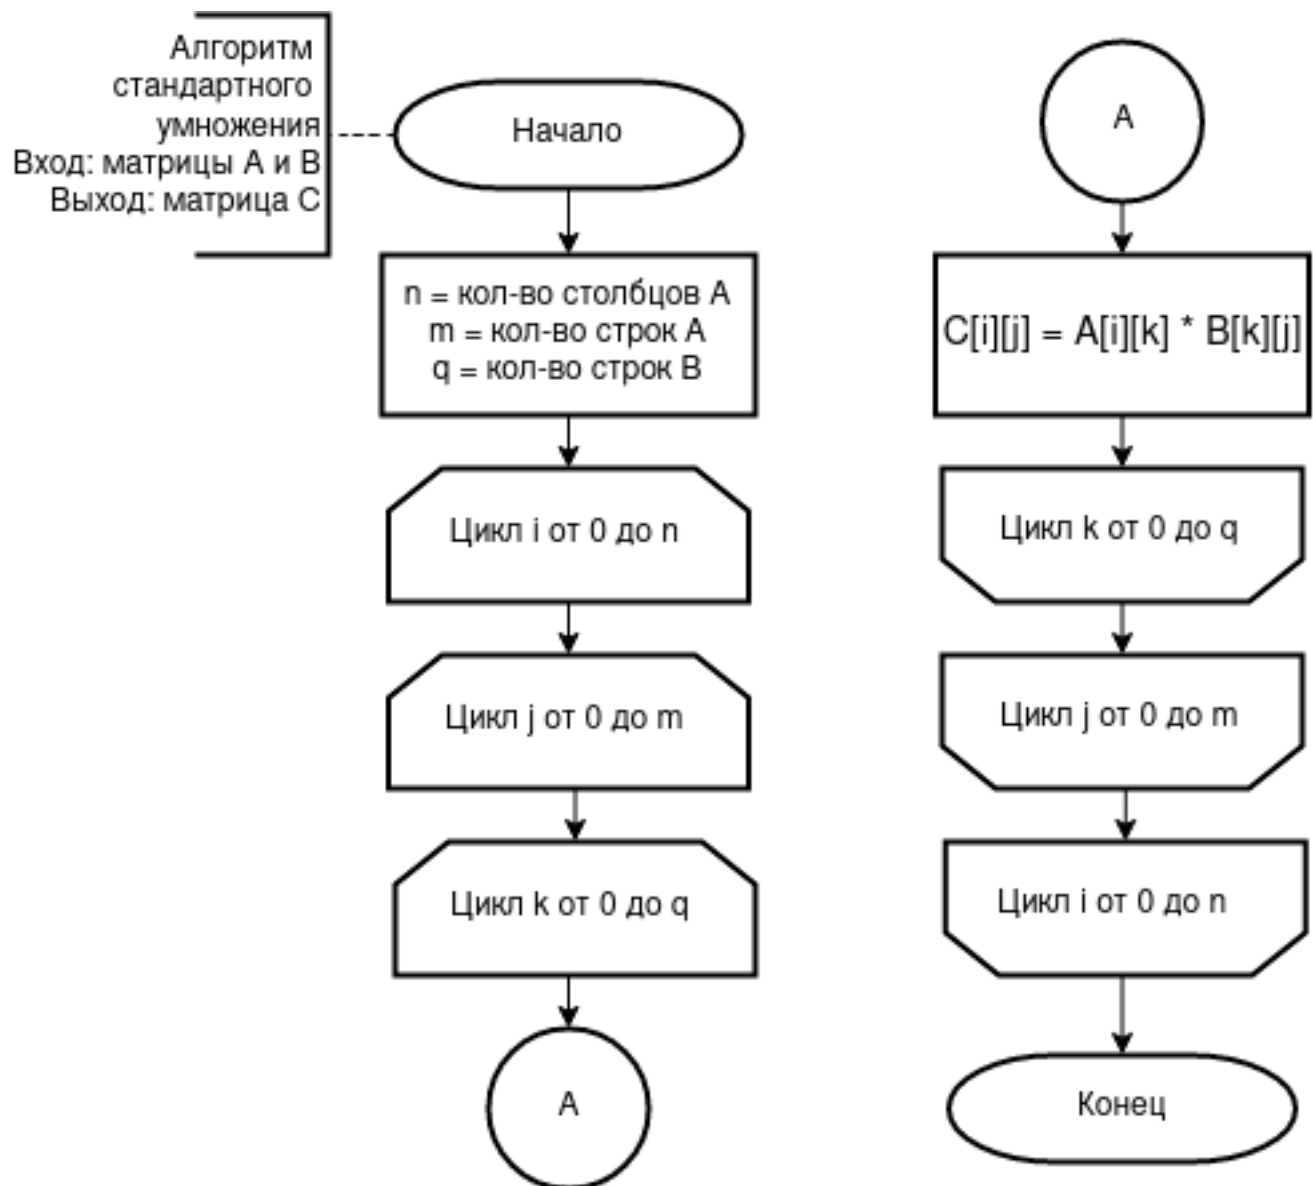 Алгоритм
стандартного
умножения
Вход: матрицы А и В
Выход: матрица С
Начало
n = кол-во столбцов А
m = кол-во строк А
q = кол-во строк В
Цикл i от 0 до n
Цикл j от 0 до m
Цикл k от 0 до q
А
А
C[i][j] = A[i][k] * B[k][j]
Цикл k от 0 до q
Цикл j от 0 до m
Цикл i от 0 до n
Конец